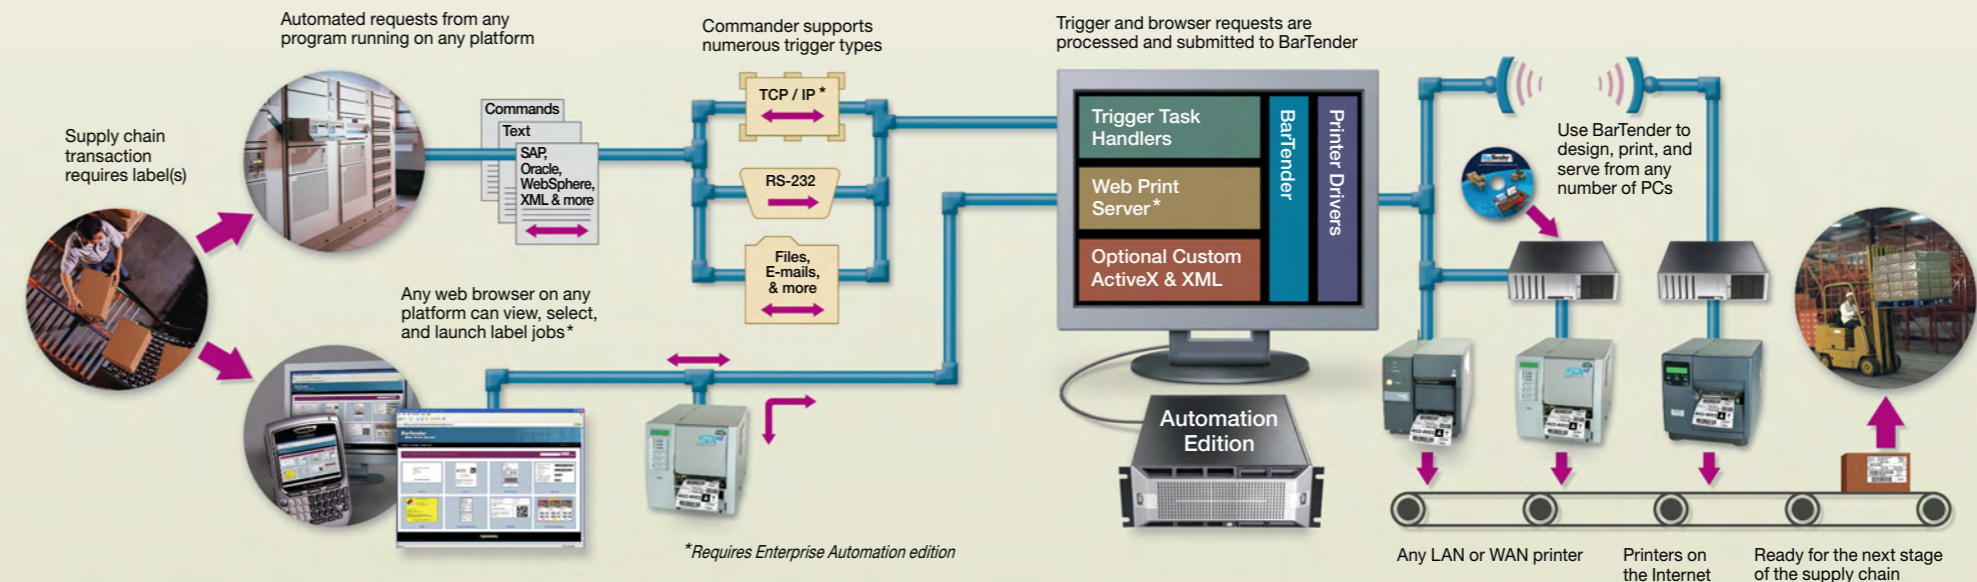 Automated requests from any
program running on any platform
Commander supports
numerous trigger types
Trigger and browser requests are
processed and submitted to BarTender
Supply chain
transaction
requires label(s)
Commands
Text
SAP,
Oracle,
WebSphere,
XML & more
TCP / IP *
RS-232
Files,
E-mails,
& more
Trigger Task
Handlers
Web Print
Server*
Optional Custom
ActiveX & XML
BarTender
Printer Drivers
Use BarTender to
design, print, and
serve from any
number of PCs
Any web browser on any
platform can view, select,
and launch label jobs*
BarTender
Automation
Edition
*Requires Enterprise Automation edition
Any LAN or WAN printer
Printers on
the Internet
Ready for the next stage
of the supply chain